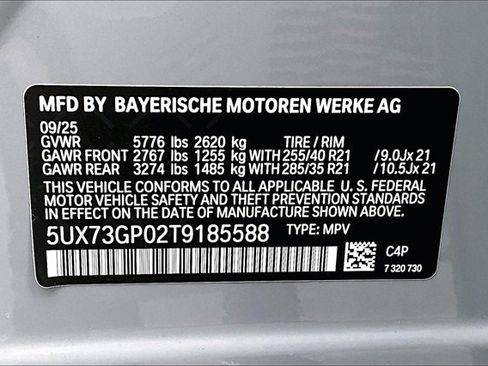 MFD BY BAYERISCHE MOTOREN WERKE AG
09/25
GVWR 5776 lbs 2620 kg TIRE / RIM
GAWR FRONT 2767 lbs 1255 kg WITH 255/40 R21 /9.0Jx 21
GAWR REAR 3274 lbs 1485 kg WITH 285/35 R21 /10.5Jx 21
THIS VEHICLE CONFORMS TO ALL APPLICABLE U. S. FEDERAL
MOTOR VEHICLE SAFETY AND THEFT PREVENTION
STANDARDS IN EFFECT ON THE DATE OF MANUFACTURE SHOWN ABOVE.
5UX73GP02T9185588 TYPE: MPV
C4P
7 320 730